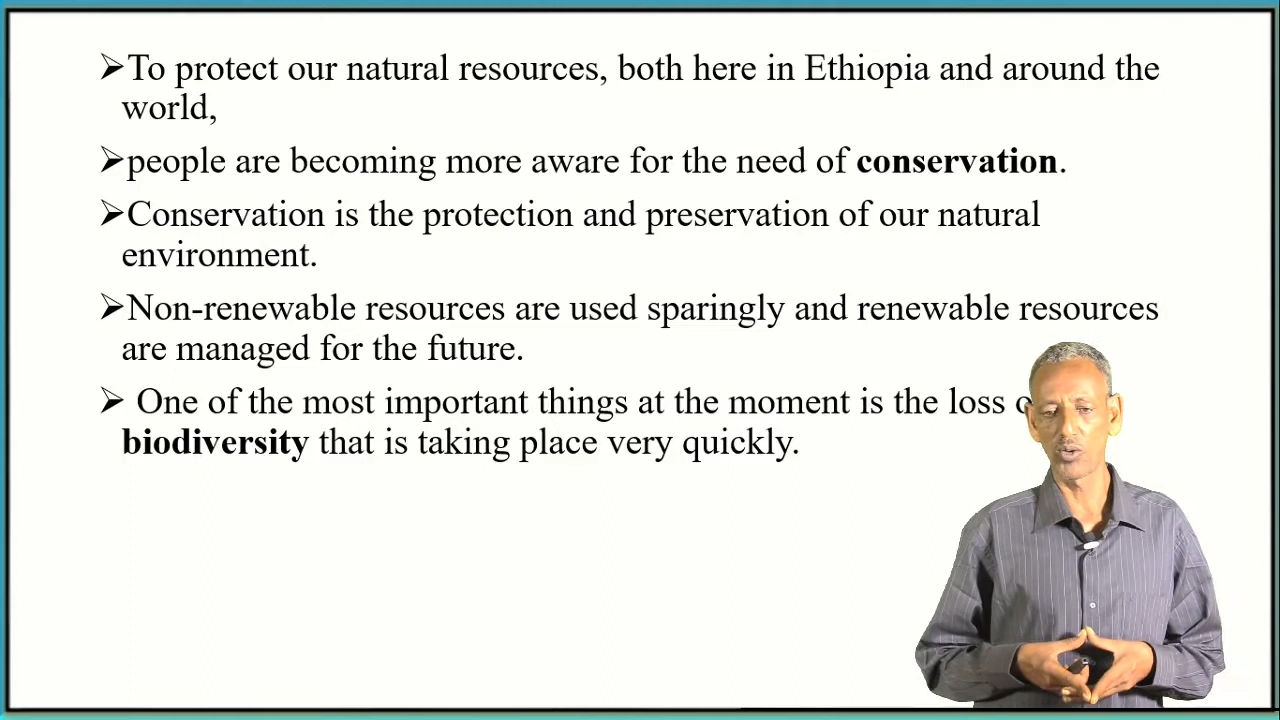 ➢To protect our natural resources, both here in Ethiopia and around the
world,
➢people are becoming more aware for the need of conservation.
➢Conservation is the protection and preservation of our natural
environment.
➢Non-renewable resources are used sparingly and renewable resources
are managed for the future.
➢ One of the most important things at the moment is the loss
biodiversity that is taking place very quickly.